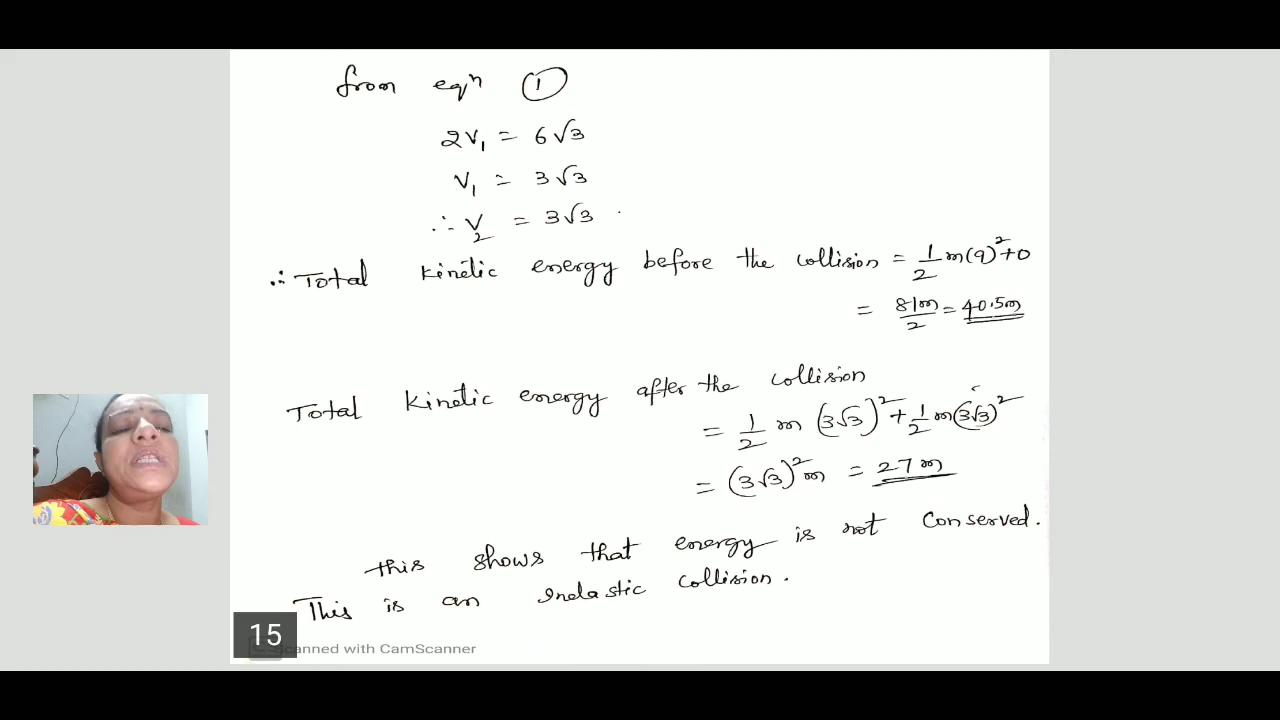 from eqn ①
2V₁ = 6√3
V₁ = 3√3
∴ V₂ = 3√3
∴ Total kinetic energy before the collision = 1/2 m(9)² + 0
= 81m/2 = 40.5m
Total kinetic energy after the collision
= 1/2 m (3√3)² + 1/2 m (3√3)²
= (3√3)² m = 27m
this shows that energy is not conserved.
This is an Inelastic collision.
15
Scanned with CamScanner